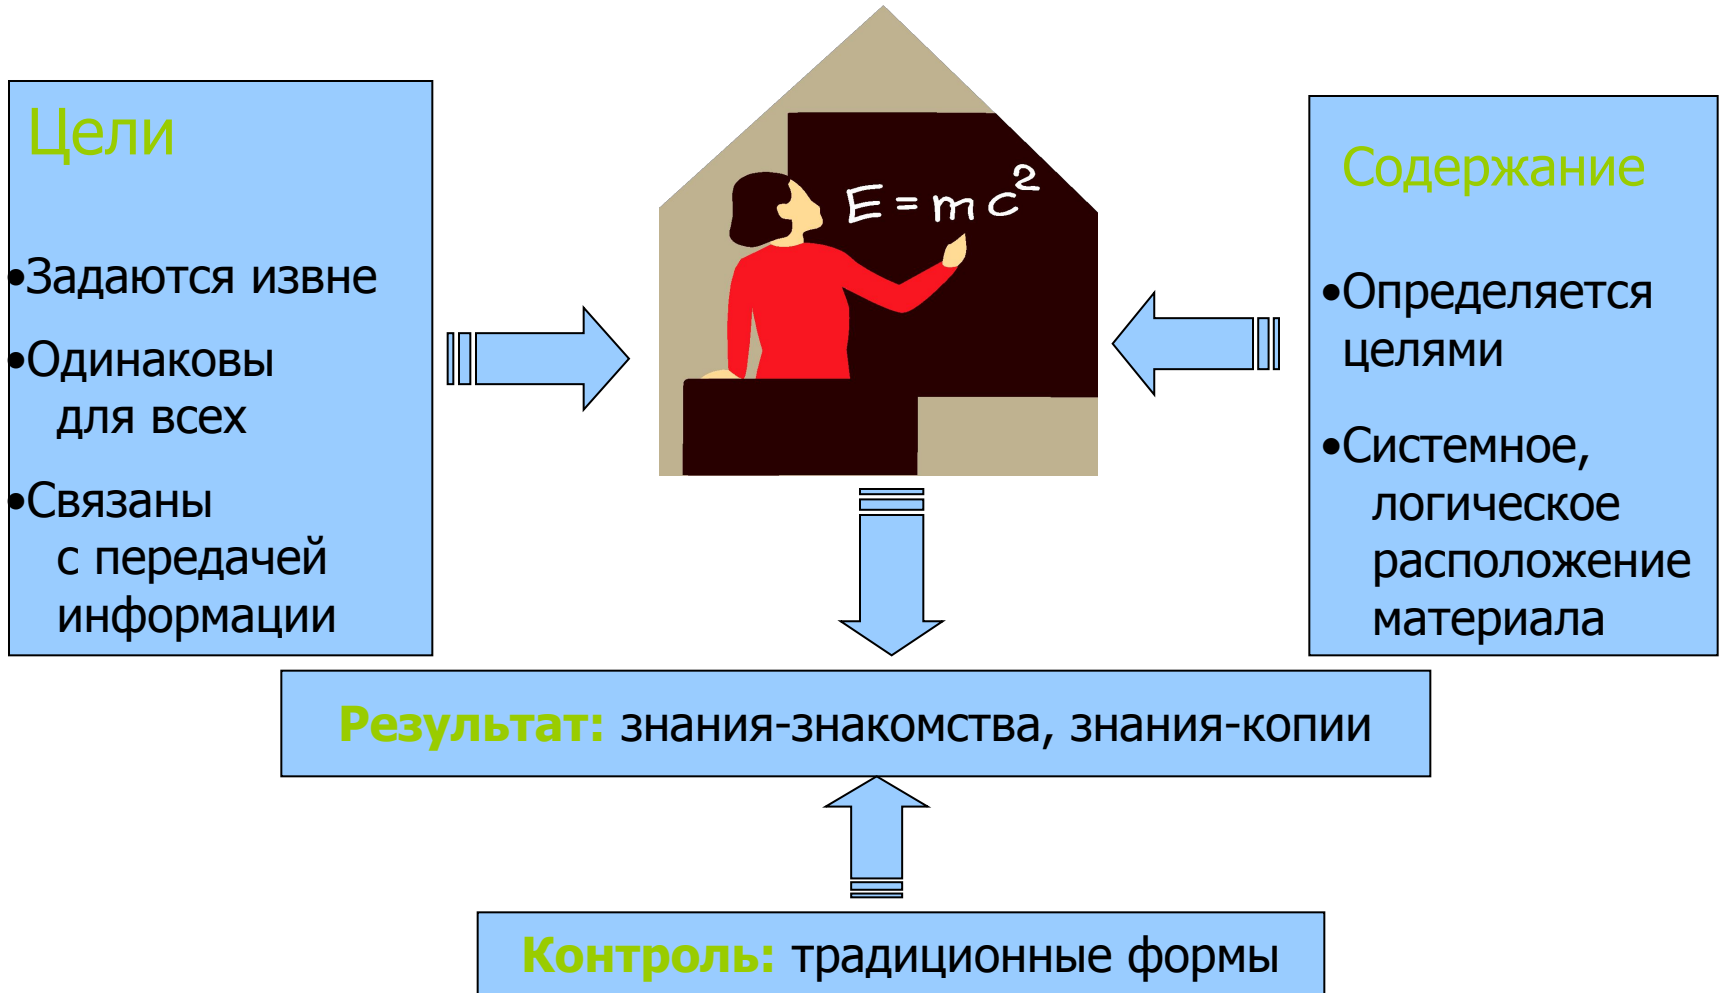 Цели
•Задаются извне
•Одинаковы
для всех
•Связаны
с передачей
информации
E = mc²
Содержание
•Определяется
целями
•Системное,
логическое
расположение
материала
Результат: знания-знакомства, знания-копии
Контроль: традиционные формы